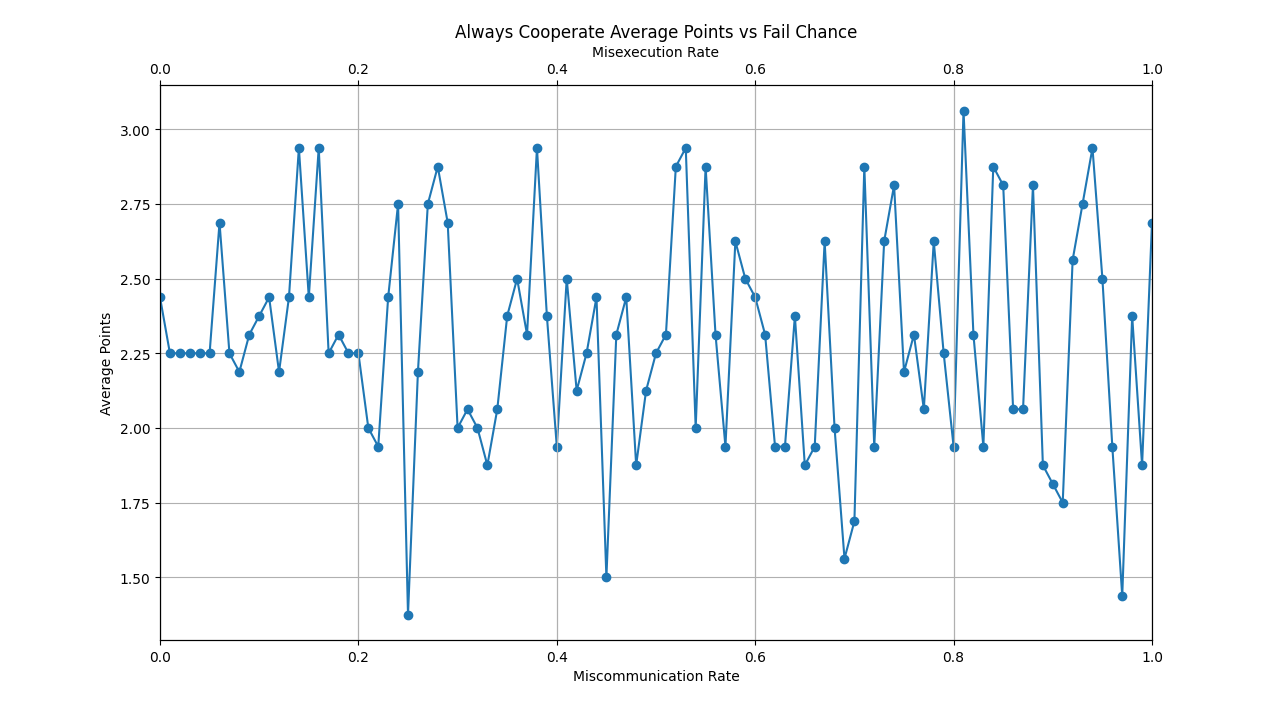 Always Cooperate Average Points vs Fail Chance
Misexecution Rate
0.0 0.2 0.4 0.6 0.8 1.0
3.00
2.75
2.50
2.25
2.00
1.75
1.50
Average Points
0.0 0.2 0.4 0.6 0.8 1.0
Miscommunication Rate